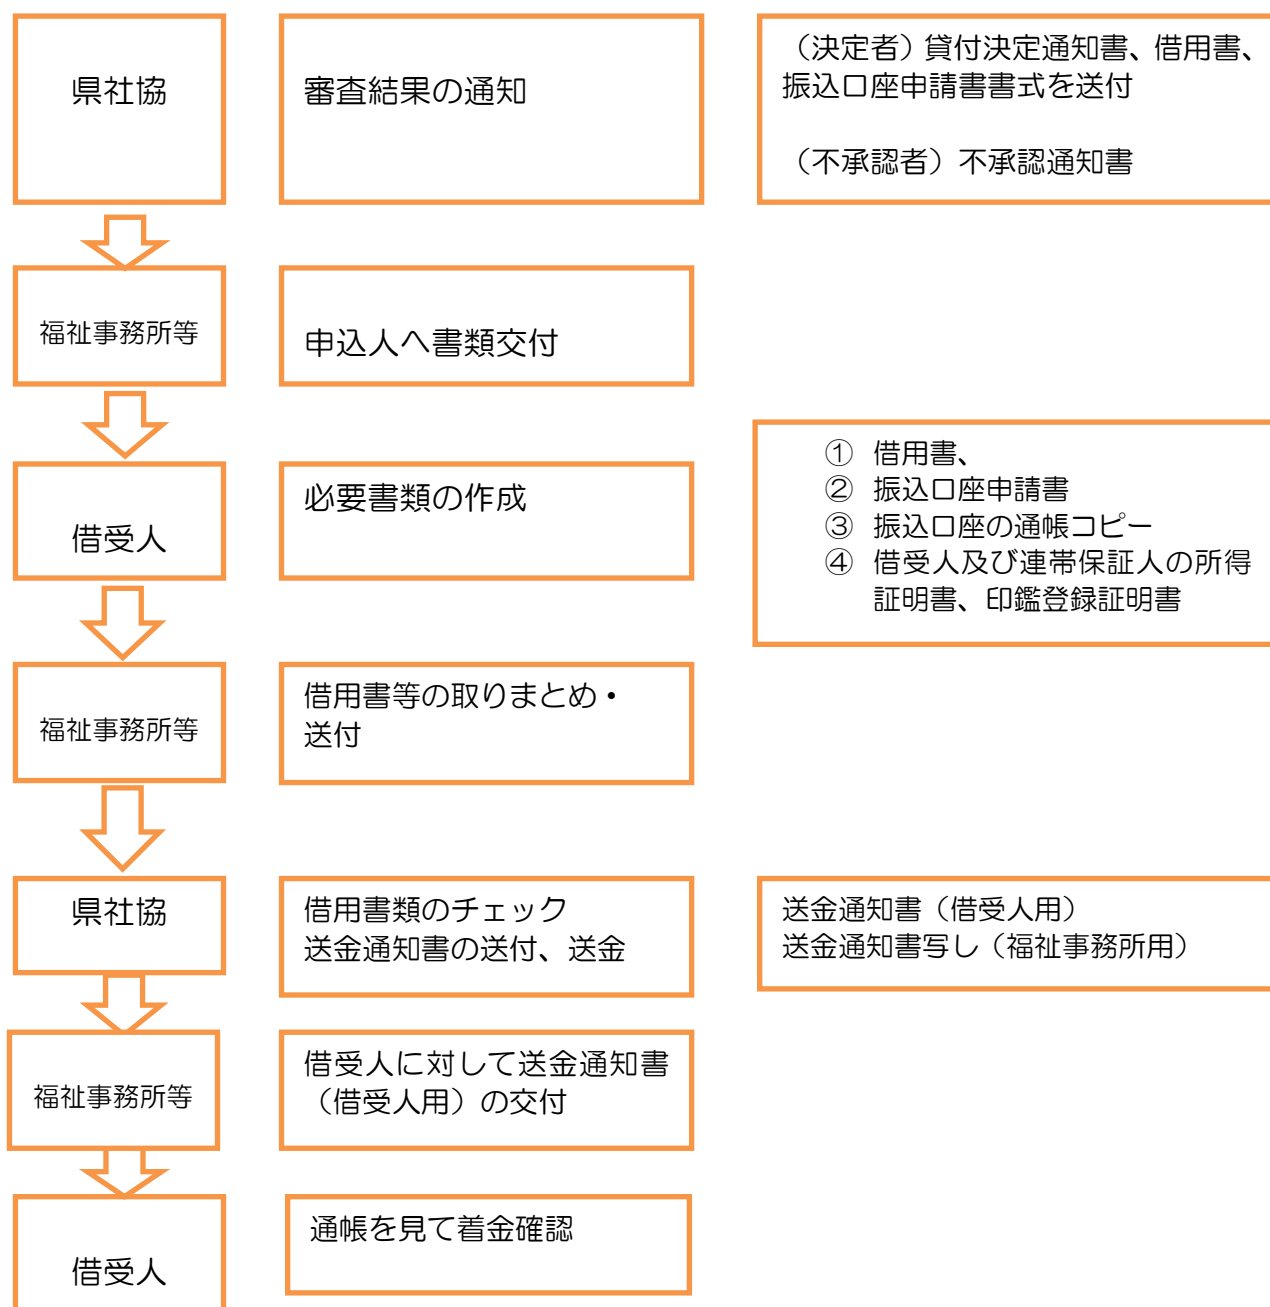 県社協
審査結果の通知
（決定者）貸付決定通知書、借用書、
振込口座申請書書式を送付
（不承認者）不承認通知書
福祉事務所等
申込人へ書類交付
借受人
必要書類の作成
① 借用書、
② 振込口座申請書
③ 振込口座の通帳コピー
④ 借受人及び連帯保証人の所得
証明書、印鑑登録証明書
福祉事務所等
借用書等の取りまとめ・
送付
県社協
借用書類のチェック
送金通知書の送付、送金
送金通知書（借受人用）
送金通知書写し（福祉事務所用）
福祉事務所等
借受人に対して送金通知書
（借受人用）の交付
借受人
通帳を見て着金確認